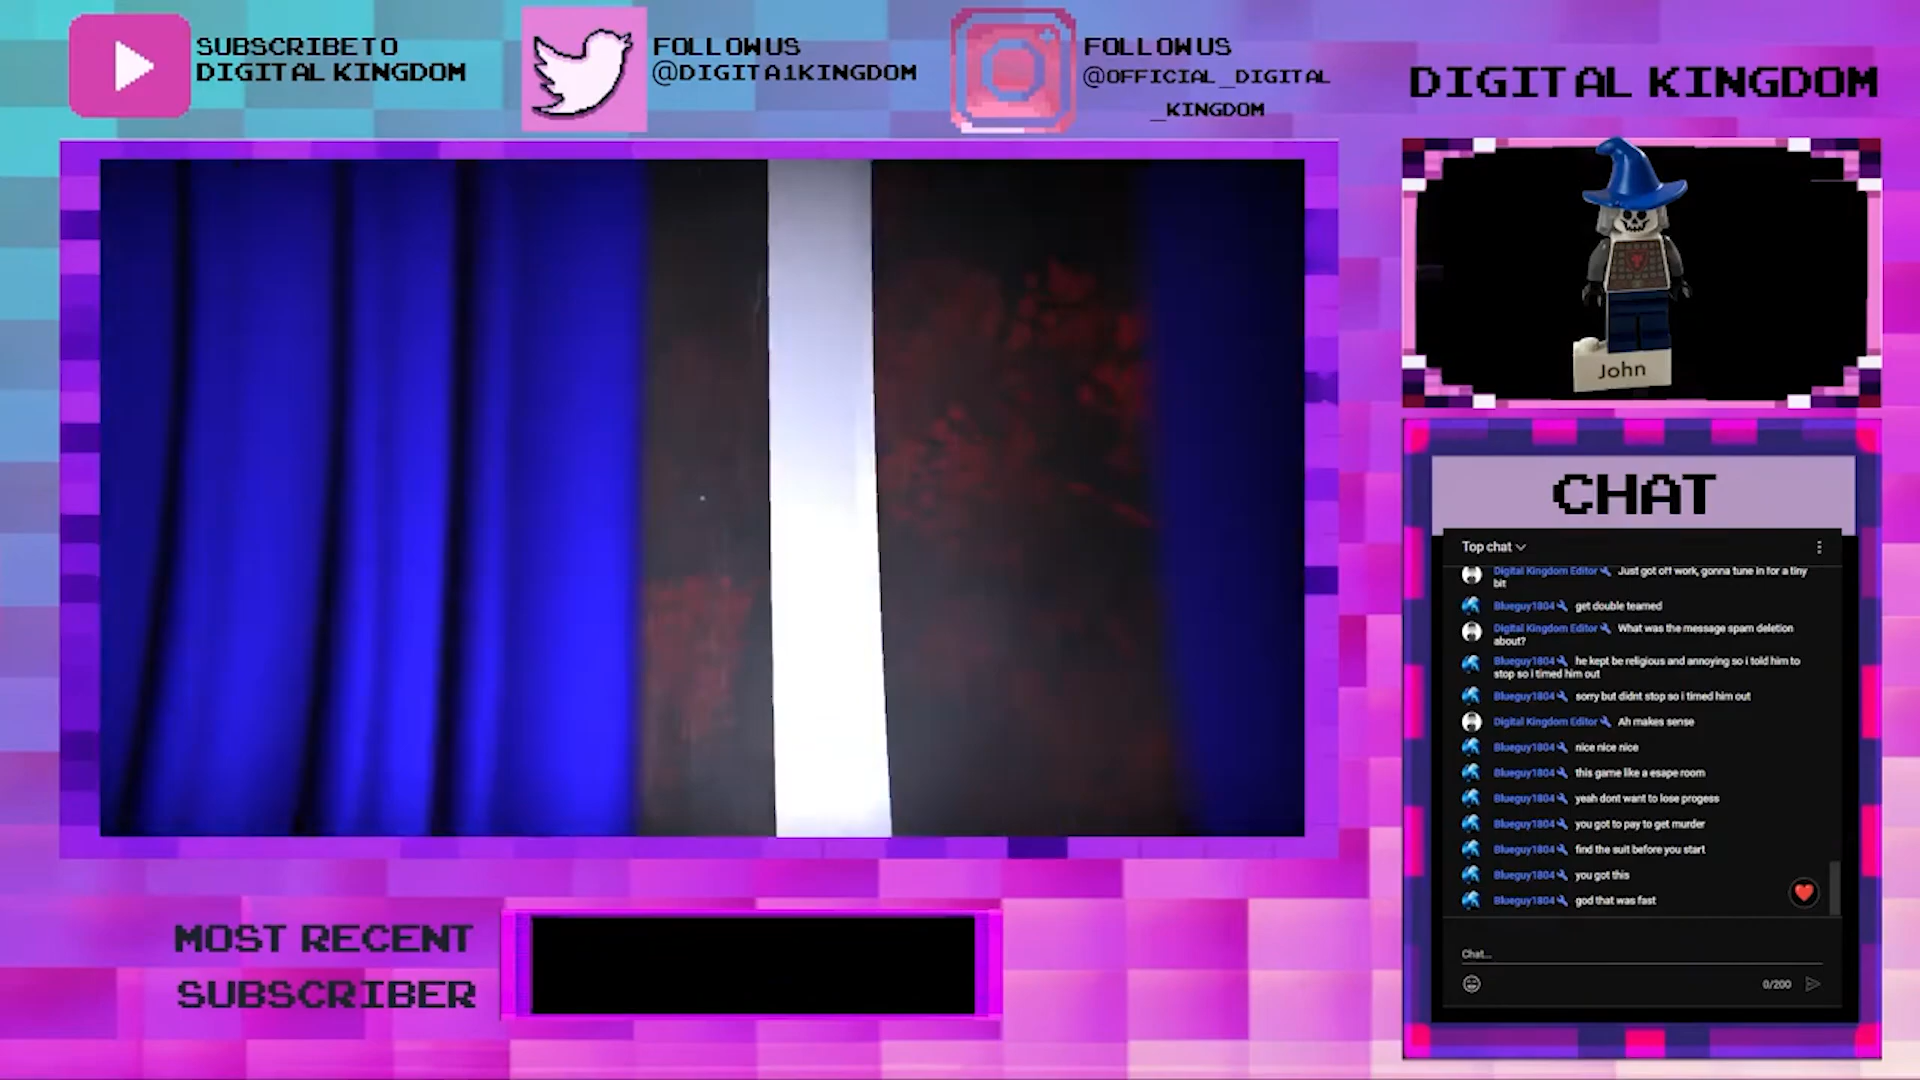 SUBSCRIBE TO
DIGITAL KINGDOM
FOLLOW US
@DIGITA1KINGDOM
FOLLOW US
@OFFICIAL_DIGITAL
_KINGDOM
DIGITAL KINGDOM
John
CHAT
Top chat
Digital Kingdom Editor Just got off work, gonna tune in for a tiny
bit
Blueguy1804 get double teamed
Digital Kingdom Editor What was the message spam deletion
about?
Blueguy1804 he kept be religious and annoying so i told him to
stop so i timed him out
Blueguy1804 sorry but didnt stop so i timed him out
Digital Kingdom Editor Ah makes sense
Blueguy1804 nice nice nice
Blueguy1804 this game like a esape room
Blueguy1804 yeah dont want to lose progess
Blueguy1804 you got to pay to get murder
Blueguy1804 find the suit before you start
Blueguy1804 you got this
Blueguy1804 god that was fast
Chat...
0/200
MOST RECENT
SUBSCRIBER